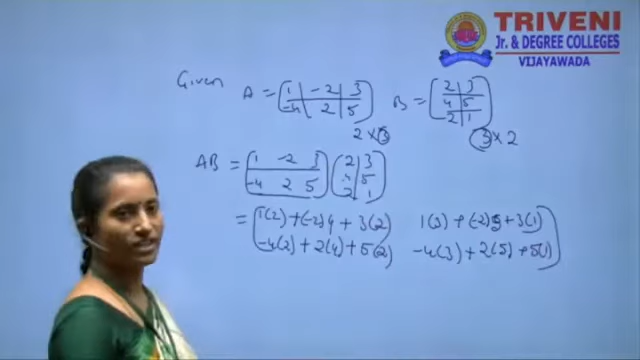 TRIVENI
Jr. & DEGREE COLLEGES
VIJAYAWADA
Given A = [1 -2 3 -4 2 5] B = [2 3 4 5 2 1]
2 × 3 3 × 2
AB = [1 -2 3 -4 2 5] [2 3 4 5 2 1]
= [1(2) + (-2)4 + 3(2) 1(3) + (-2)5 + 3(1)
-4(2) + 2(4) + 5(2) -4(3) + 2(5) + 5(1)]